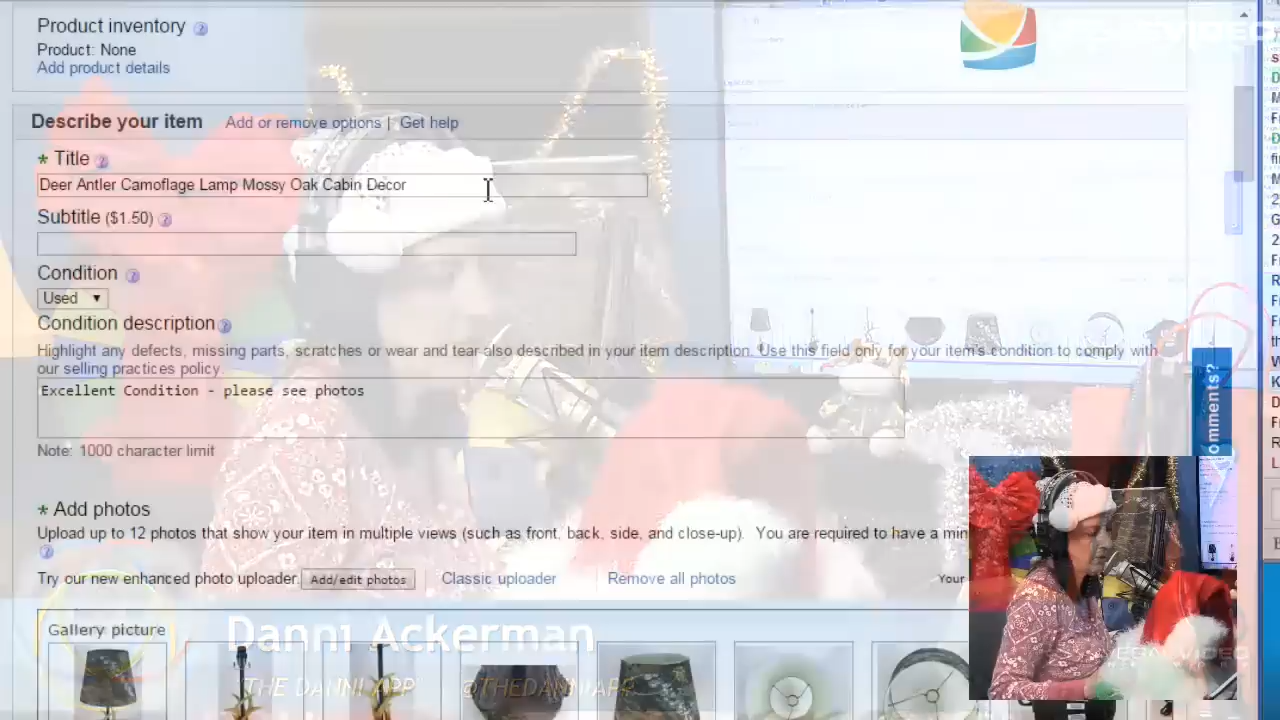 Product inventory
Product: None
Add product details
Describe your item Add or remove options | Get help
* Title
Deer Antler Camoflage Lamp Mossy Oak Cabin Decor
Subtitle ($1.50)
Condition
Used
Condition description
Highlight any defects, missing parts, scratches or wear and tear also described in your item description. Use this field only for your item's condition to comply with
our selling practices policy.
Excellent Condition - please see photos
Note: 1000 character limit
omments?
* Add photos
Upload up to 12 photos that show your item in multiple views (such as front, back, side, and close-up). You are required to have a min
Try our new enhanced photo uploader. Add/edit photos Classic uploader Remove all photos Your
Gallery picture
Danni Ackerman
THE DANNI APP @THEDANNIAPP